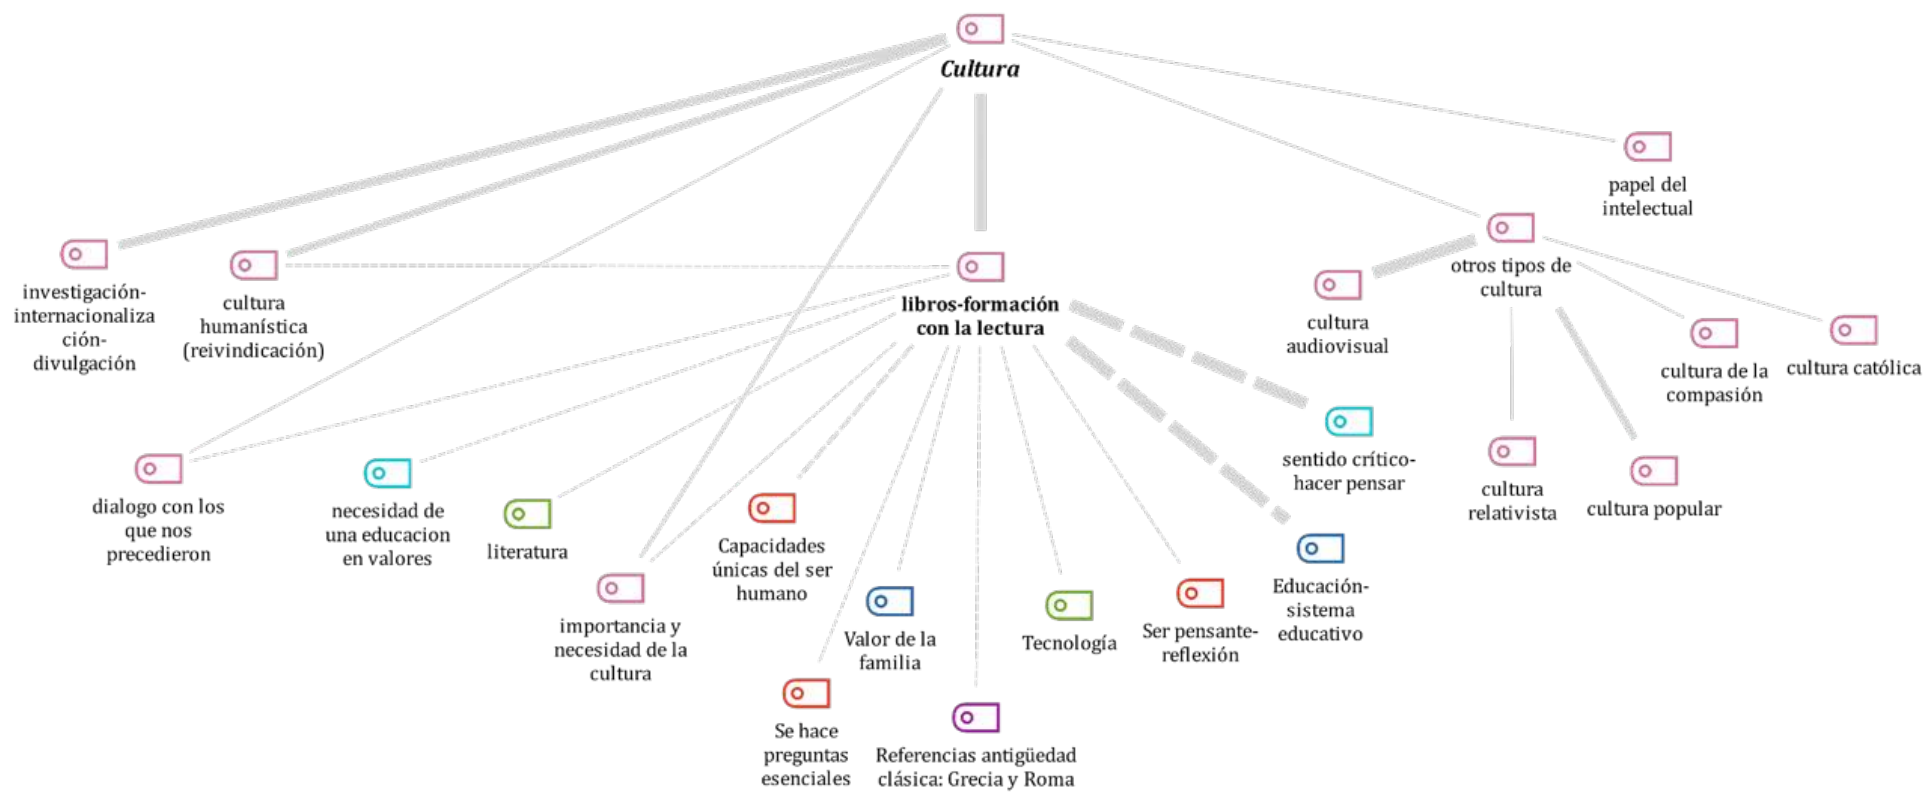 Cultura
papel del
intelectual
otros tipos de
cultura
investigación-
internacionaliza
ción-
divulgación
cultura
humanística
(reivindicación)
libros-formación
con la lectura
cultura
audiovisual
cultura de la
compasión
cultura católica
sentido crítico-
hacer pensar
cultura
relativista
cultura popular
dialogo con los
que nos
precedieron
necesidad de
una educacion
en valores
literatura
Capacidades
únicas del ser
humano
importancia y
necesidad de la
cultura
Valor de la
familia
Tecnología
Ser pensante-
reflexión
Educación-
sistema
educativo
Se hace
preguntas
esenciales
Referencias antigüedad
clásica: Grecia y Roma